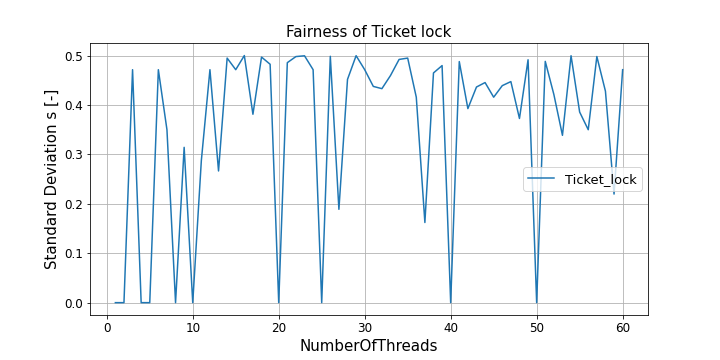 Fairness of Ticket lock
Standard Deviation s [-]
0.5
0.4
0.3
0.2
0.1
0.0
Ticket_lock
0 10 20 30 40 50 60
NumberOfThreads